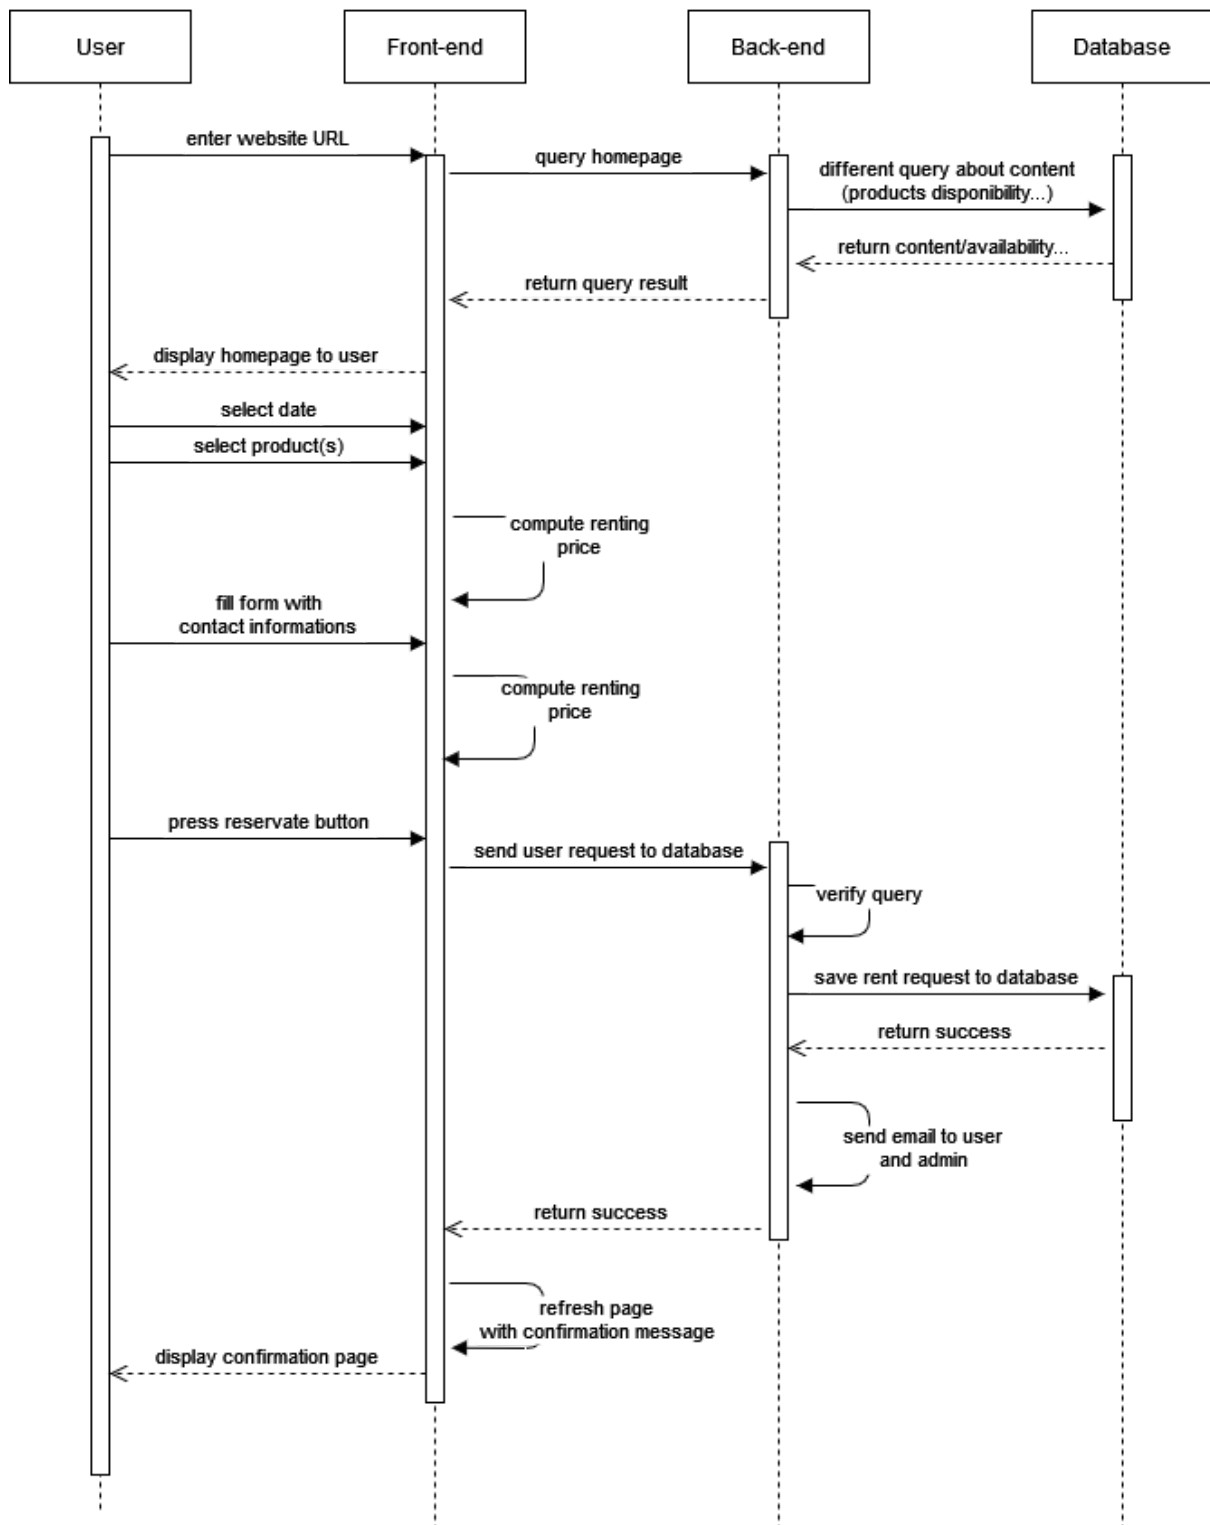 User
Front-end
Back-end
Database
enter website URL
query homepage
different query about content
(products disponibility...)
return content/availability...
return query result
display homepage to user
select date
select product(s)
compute renting
price
fill form with
contact informations
compute renting
price
press reservate button
send user request to database
verify query
save rent request to database
return success
send email to user
and admin
return success
refresh page
with confirmation message
display confirmation page